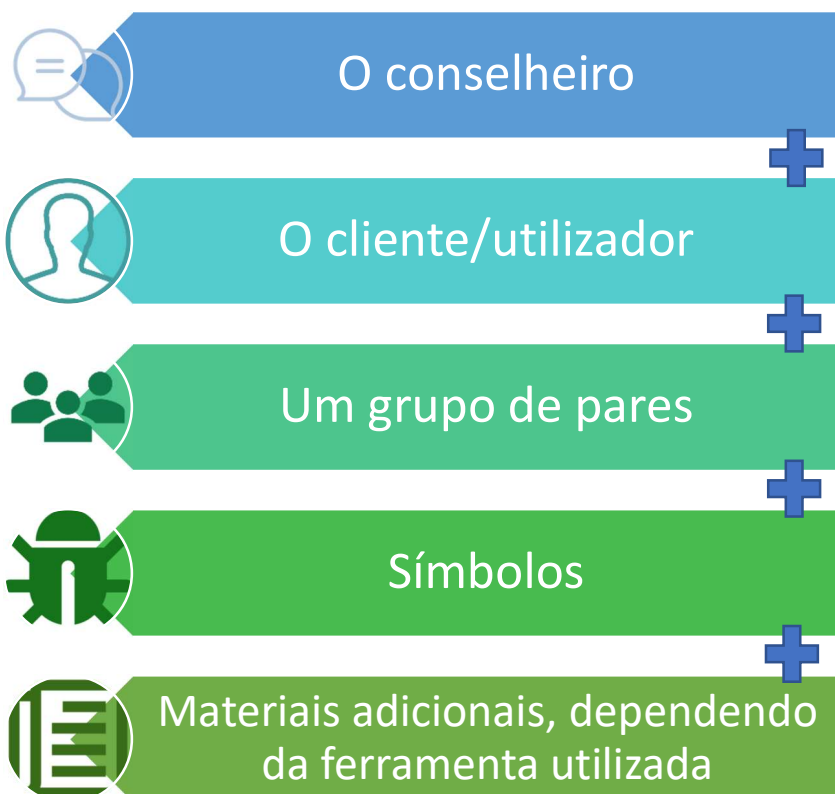 O conselheiro
O cliente/utilizador
Um grupo de pares
Símbolos
Materiais adicionais, dependendo
da ferramenta utilizada